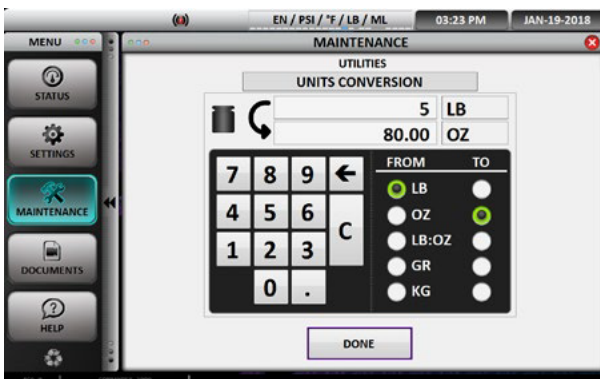 EN / PSI / °F / LB / ML 03:23 PM JAN-19-2018
MENU
MAINTENANCE
STATUS
SETTINGS
MAINTENANCE
DOCUMENTS
HELP
UTILITIES
UNITS CONVERSION
5 LB
80.00 OZ
7 8 9 ←
4 5 6 C
1 2 3
0 .
FROM TO
LB
OZ
LB:OZ
GR
KG
DONE